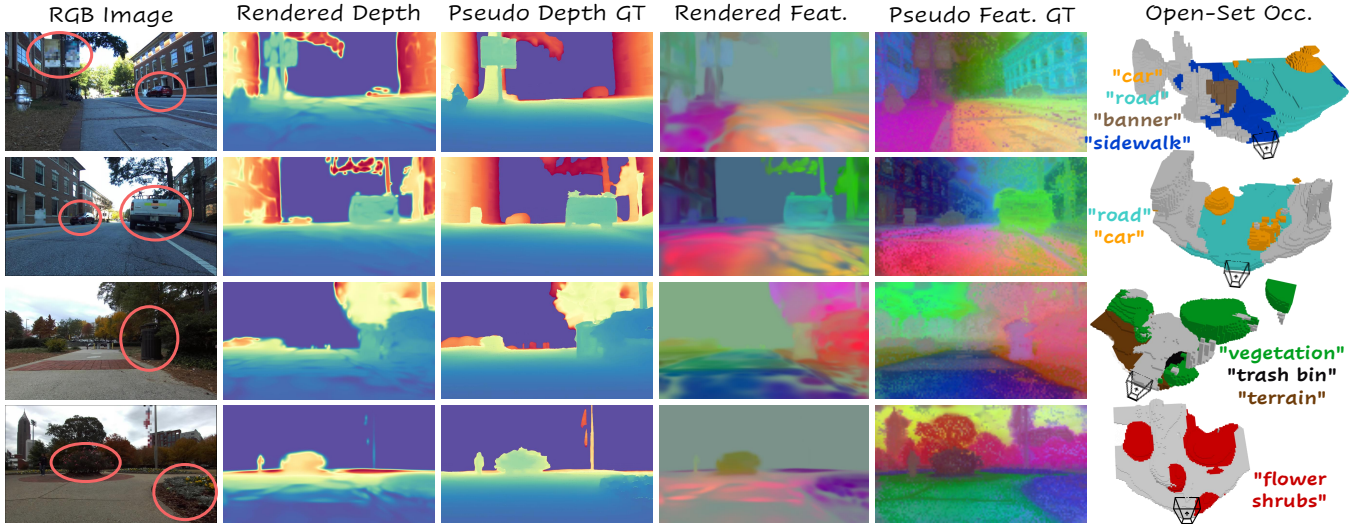 RGB Image
Rendered Depth
Pseudo Depth GT
Rendered Feat.
Pseudo Feat. GT
Open-Set Occ.
"car"
"road"
"banner"
"sidewalk"
"road"
"car"
"vegetation"
"trash bin"
"terrain"
"flower
shrubs"